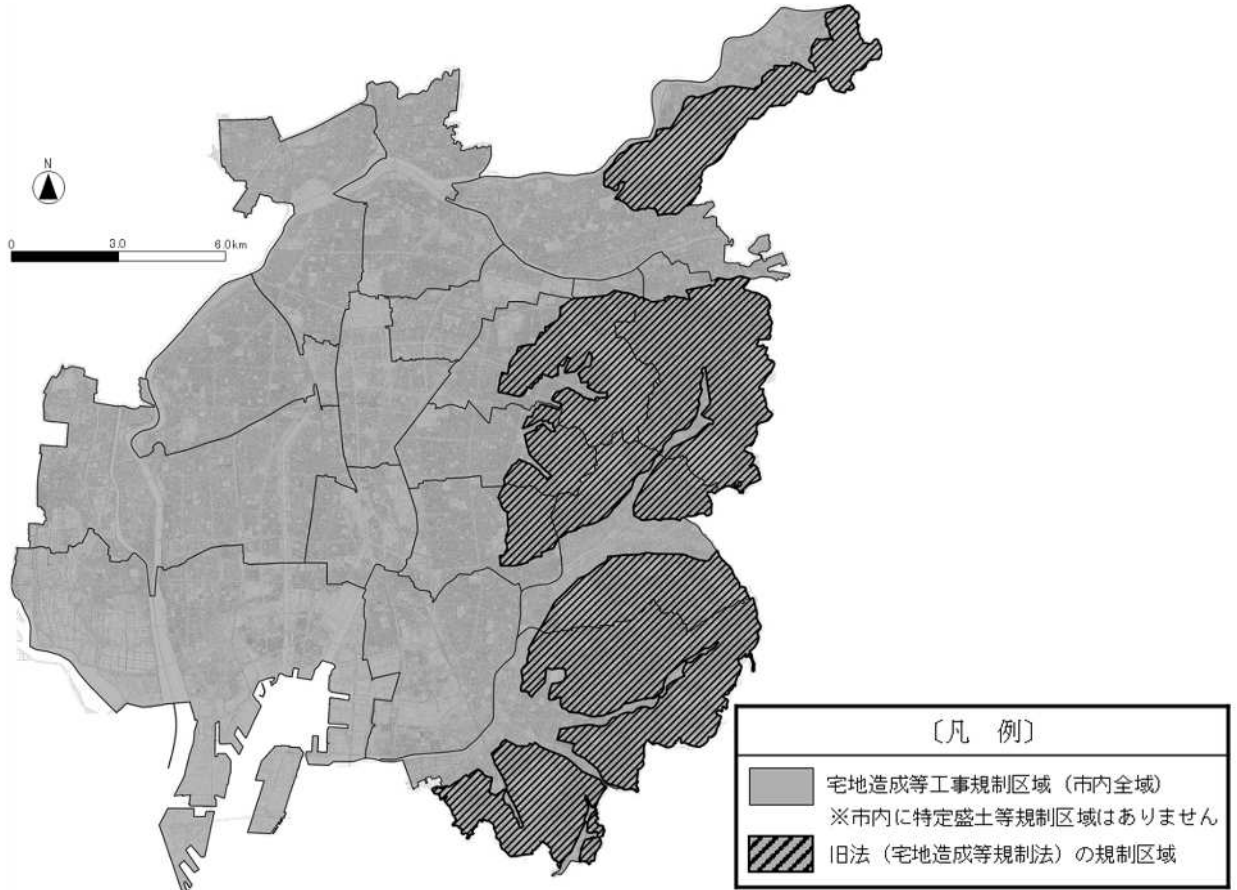 N
0 3.0 6.0km
〔凡 例〕
宅地造成等工事規制区域（市内全域）
※市内に特定盛土等規制区域はありません
旧法（宅地造成等規制法）の規制区域